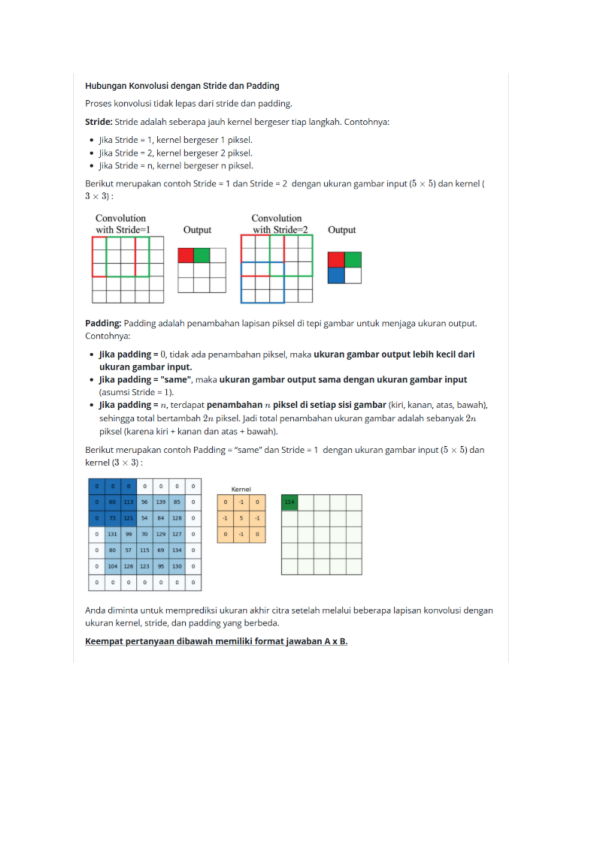 Hubungan Konvolusi dengan Stride dan Padding
Proses konvolusi tidak lepas dari stride dan padding.
Stride: Stride adalah seberapa jauh kernel bergeser tiap langkah. Contohnya:
• Jika Stride = 1, kernel bergeser 1 piksel.
• Jika Stride = 2, kernel bergeser 2 piksel.
• Jika Stride = n, kernel bergeser n piksel.
Berikut merupakan contoh Stride = 1 dan Stride = 2 dengan ukuran gambar input (5 × 5) dan kernel (
3 × 3) :
Convolution
with Stride=1
Output
Convolution
with Stride=2
Output
Padding: Padding adalah penambahan lapisan piksel di tepi gambar untuk menjaga ukuran output.
Contohnya:
• Jika padding = 0, tidak ada penambahan piksel, maka ukuran gambar output lebih kecil dari
ukuran gambar input.
• Jika padding = "same", maka ukuran gambar output sama dengan ukuran gambar input
(asumsi Stride = 1).
• Jika padding = n, terdapat penambahan n piksel di setiap sisi gambar (kiri, kanan, atas, bawah),
sehingga total bertambah 2n piksel. Jadi total penambahan ukuran gambar adalah sebanyak 2n
piksel (karena kiri + kanan dan atas + bawah).
Berikut merupakan contoh Padding = "same" dan Stride = 1 dengan ukuran gambar input (5 × 5) dan
kernel (3 × 3) :
0 0 0 0 0 0 0
0 60 113 56 139 85 0
0 73 121 54 84 128 0
0 131 99 70 129 127 0
0 80 57 115 69 134 0
0 104 126 123 95 130 0
0 0 0 0 0 0 0
Kernel
0 -1 0
-1 5 -1
0 -1 0
114
Anda diminta untuk memprediksi ukuran akhir citra setelah melalui beberapa lapisan konvolusi dengan
ukuran kernel, stride, dan padding yang berbeda.
Keempat pertanyaan dibawah memiliki format jawaban A x B.